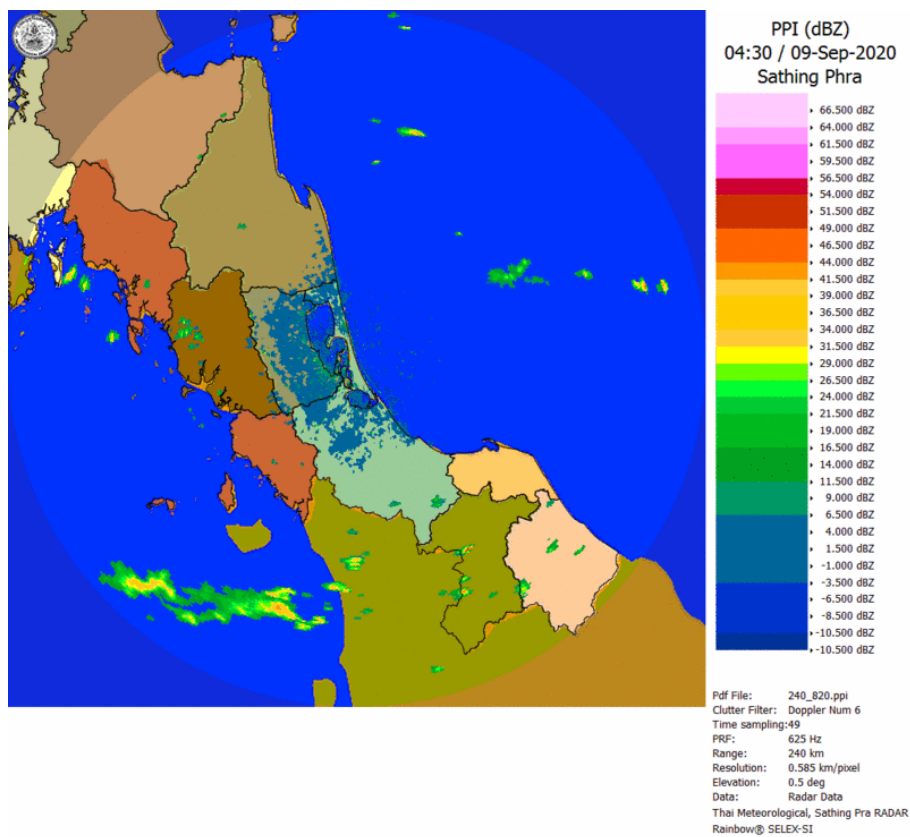 PPI (dBZ)
04:30 / 09-Sep-2020
Sathing Phra
66.500 dBZ
64.000 dBZ
61.500 dBZ
59.500 dBZ
56.500 dBZ
54.000 dBZ
51.500 dBZ
49.000 dBZ
46.500 dBZ
44.000 dBZ
41.500 dBZ
39.000 dBZ
36.500 dBZ
34.000 dBZ
31.500 dBZ
29.000 dBZ
26.500 dBZ
24.000 dBZ
21.500 dBZ
19.000 dBZ
16.500 dBZ
14.000 dBZ
11.500 dBZ
9.000 dBZ
6.500 dBZ
4.000 dBZ
1.500 dBZ
-1.000 dBZ
-3.500 dBZ
-6.500 dBZ
-8.500 dBZ
-10.500 dBZ
-10.500 dBZ
Pdf File: 240_820.ppi
Clutter Filter: Doppler Num 6
Time sampling:49
PRF: 625 Hz
Range: 240 km
Resolution: 0.585 km/pixel
Elevation: 0.5 deg
Data: Radar Data
Thai Meteorological, Sathing Pra RADAR
Rainbow® SELEX-SI